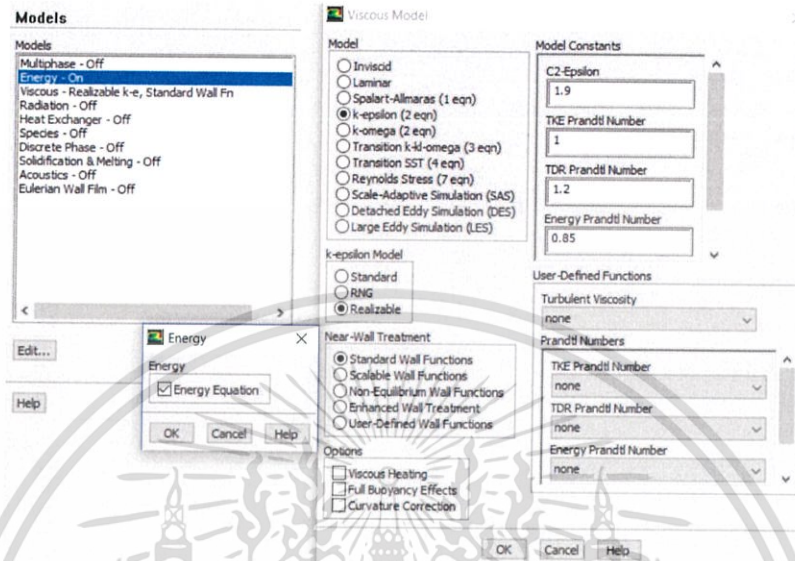 Models
Models
Multiphase - Off
Energy - On
Viscous - Realizable k-e, Standard Wall Fn
Radiation - Off
Heat Exchanger - Off
Species - Off
Discrete Phase - Off
Solidification & Melting - Off
Acoustics - Off
Eulerian Wall Film - Off
Edit...
Help
Energy
Energy
Energy Equation
OK Cancel Help
Viscous Model
Model
Inviscid
Laminar
Spalart-Allmaras (1 eqn)
k-epsilon (2 eqn)
k-omega (2 eqn)
Transition k-kl-omega (3 eqn)
Transition SST (4 eqn)
Reynolds Stress (7 eqn)
Scale-Adaptive Simulation (SAS)
Detached Eddy Simulation (DES)
Large Eddy Simulation (LES)
k-epsilon Model
Standard
RNG
Realizable
Near-Wall Treatment
Standard Wall Functions
Scalable Wall Functions
Non-Equilibrium Wall Functions
Enhanced Wall Treatment
User-Defined Wall Functions
Options
Viscous Heating
Full Buoyancy Effects
Curvature Correction
Model Constants
C2-Epsilon
1.9
TKE Prandtl Number
1
TDR Prandtl Number
1.2
Energy Prandtl Number
0.85
User-Defined Functions
Turbulent Viscosity
none
Prandtl Numbers
TKE Prandtl Number
none
TDR Prandtl Number
none
Energy Prandtl Number
none
OK Cancel Help